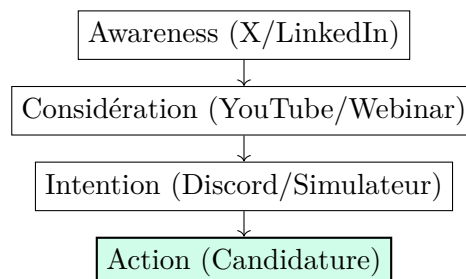 Awareness (X/LinkedIn)
Considération (YouTube/Webinar)
Intention (Discord/Simulateur)
Action (Candidature)